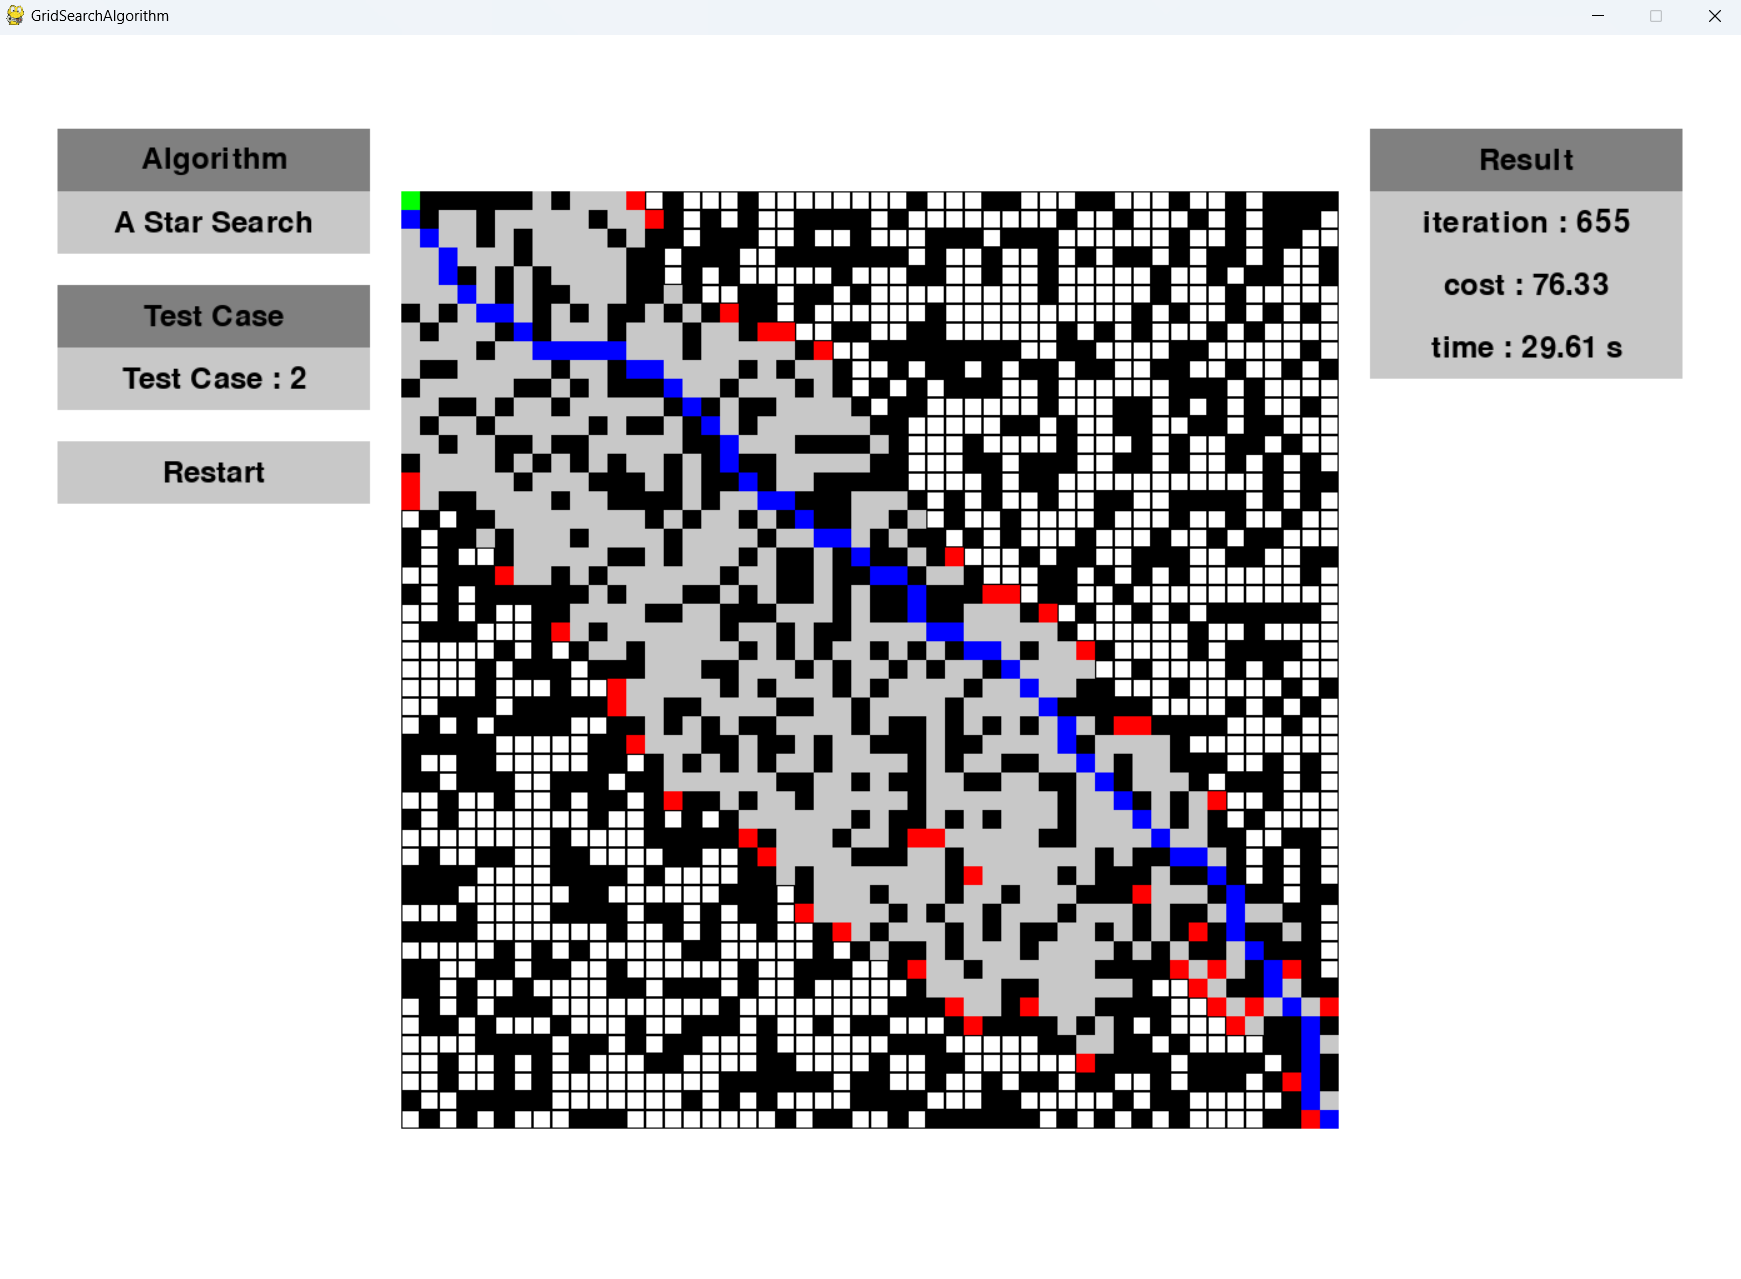 GridSearchAlgorithm
Algorithm
A Star Search
Test Case
Test Case : 2
Restart
Result
iteration : 655
cost : 76.33
time : 29.61 s